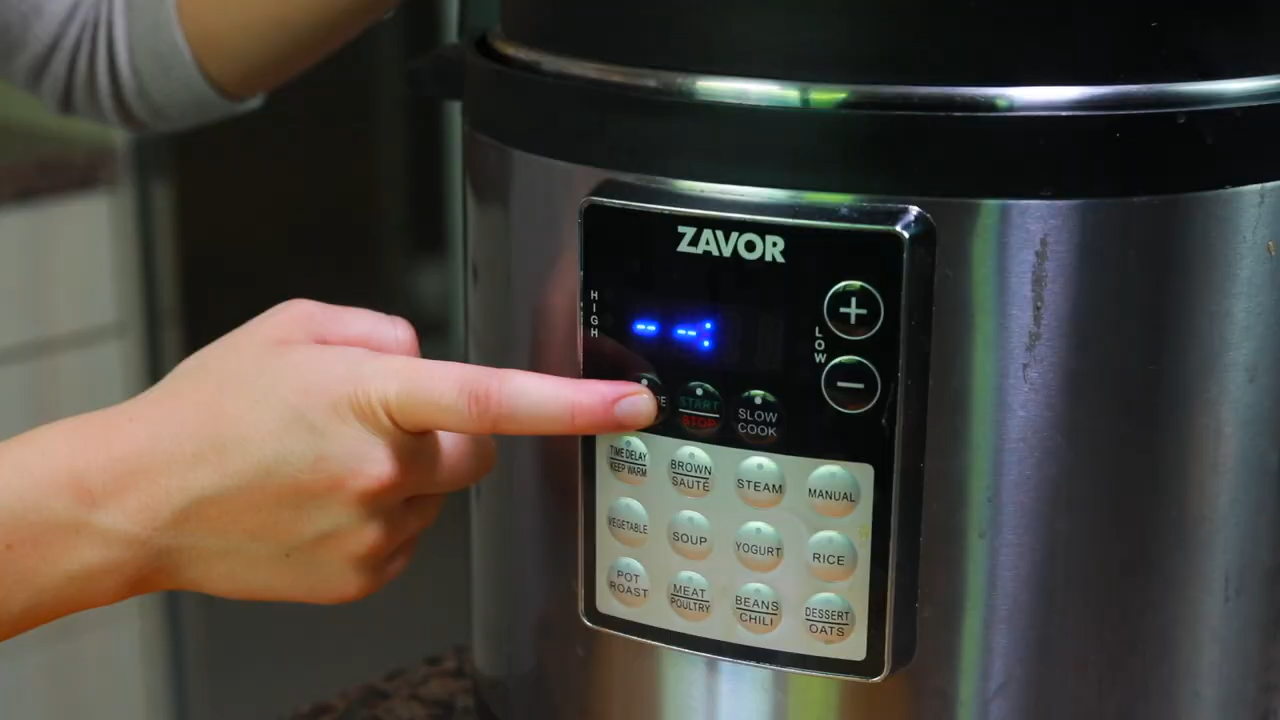 ZAVOR
HIGH
-- --:
+
LOW
−
START
STOP
SLOW
COOK
TIME DELAY
KEEP WARM
BROWN
SAUTÉ
STEAM
MANUAL
VEGETABLE
SOUP
YOGURT
RICE
POT
ROAST
MEAT
POULTRY
BEANS
CHILI
DESSERT
OATS